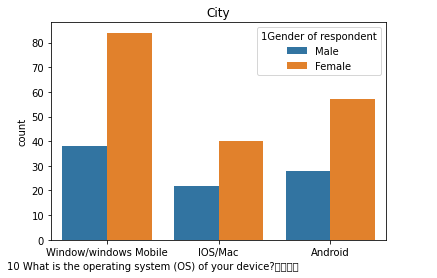 City
1Gender of respondent
Male
Female
80
70
60
50
40
30
20
10
0
count
Window/windows Mobile
IOS/Mac
Android
10 What is the operating system (OS) of your device?